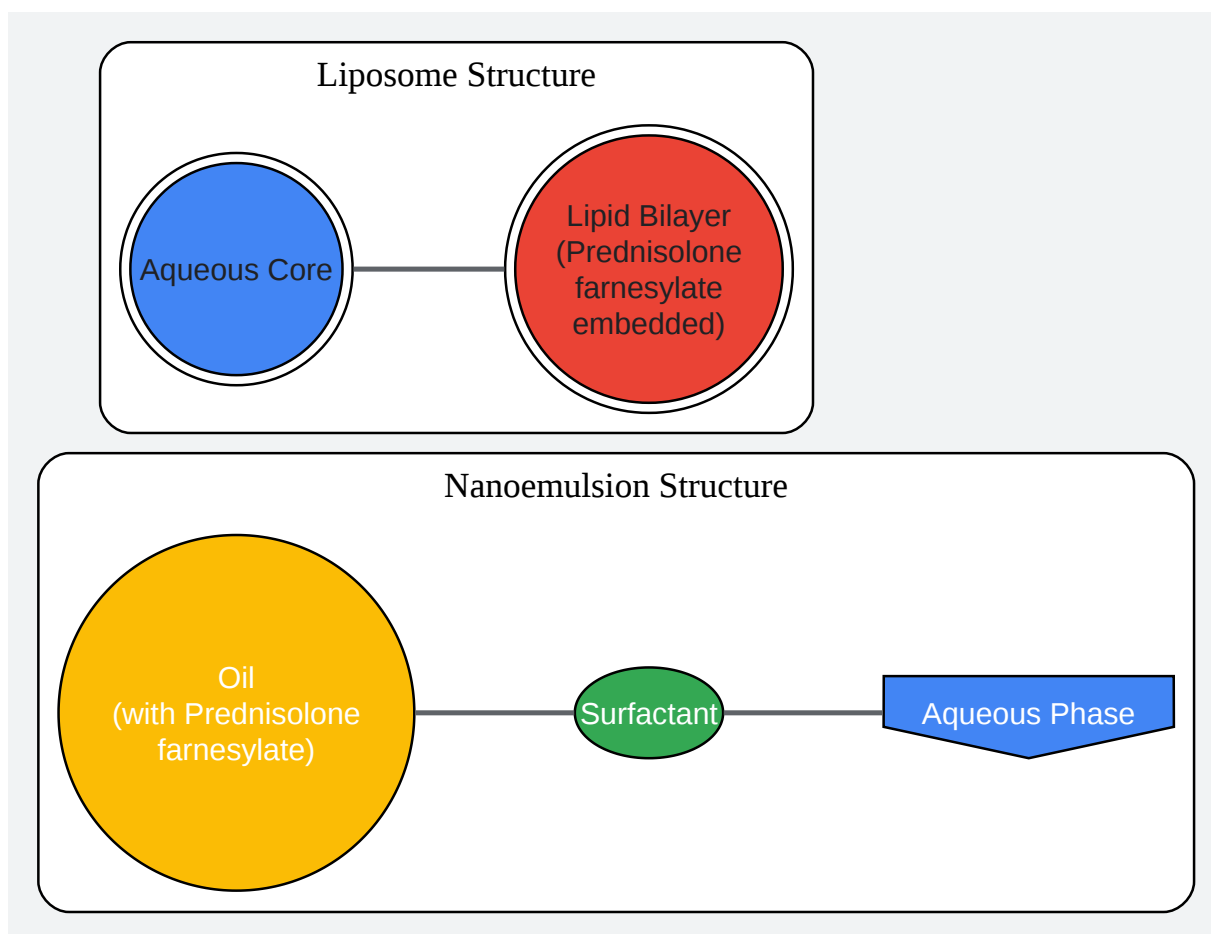 Liposome Structure
Aqueous Core
Lipid Bilayer
(Prednisolone
farnesylate
embedded)
Nanoemulsion Structure
Oil
(with Prednisolone
farnesylate)
Surfactant
Aqueous Phase